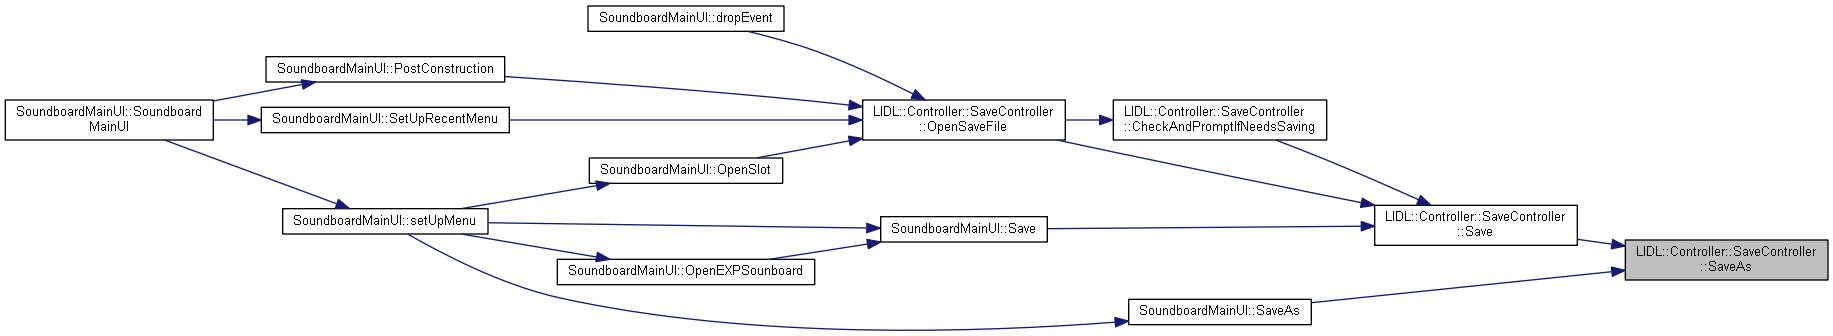 SoundboardMainUI::dropEvent
SoundboardMainUI::PostConstruction
SoundboardMainUI::Soundboard
MainUI
SoundboardMainUI::SetUpRecentMenu
LIDL::Controller::SaveController
::OpenSaveFile
LIDL::Controller::SaveController
::CheckAndPromptIfNeedsSaving
SoundboardMainUI::OpenSlot
SoundboardMainUI::setUpMenu
SoundboardMainUI::Save
LIDL::Controller::SaveController
::Save
SoundboardMainUI::OpenEXPSounboard
LIDL::Controller::SaveController
::SaveAs
SoundboardMainUI::SaveAs